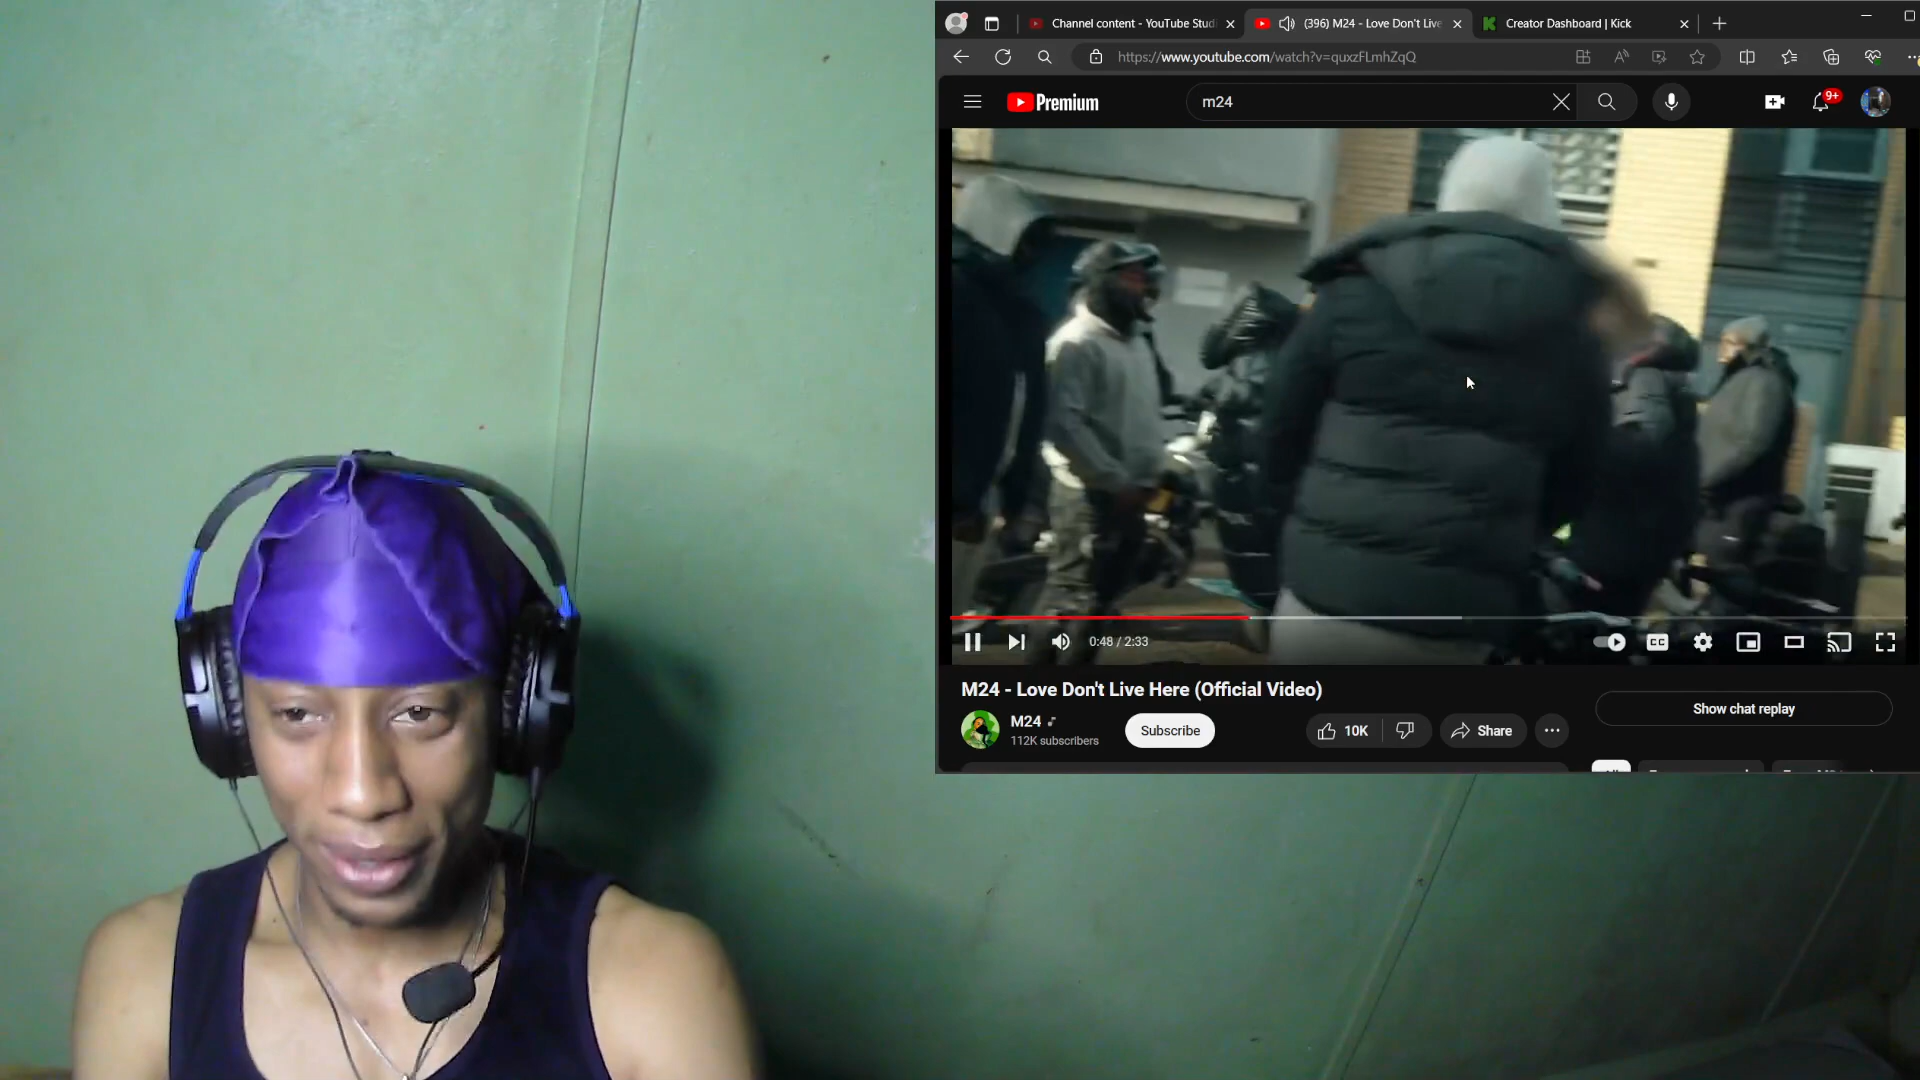 Channel content - YouTube Stud
(396) M24 - Love Don't Live
Creator Dashboard | Kick
https://www.youtube.com/watch?v=quxzFLmhZqQ
Premium
m24
9+
0:48 / 2:33
CC
M24 - Love Don't Live Here (Official Video)
Show chat replay
M24
112K subscribers
Subscribe
10K
Share